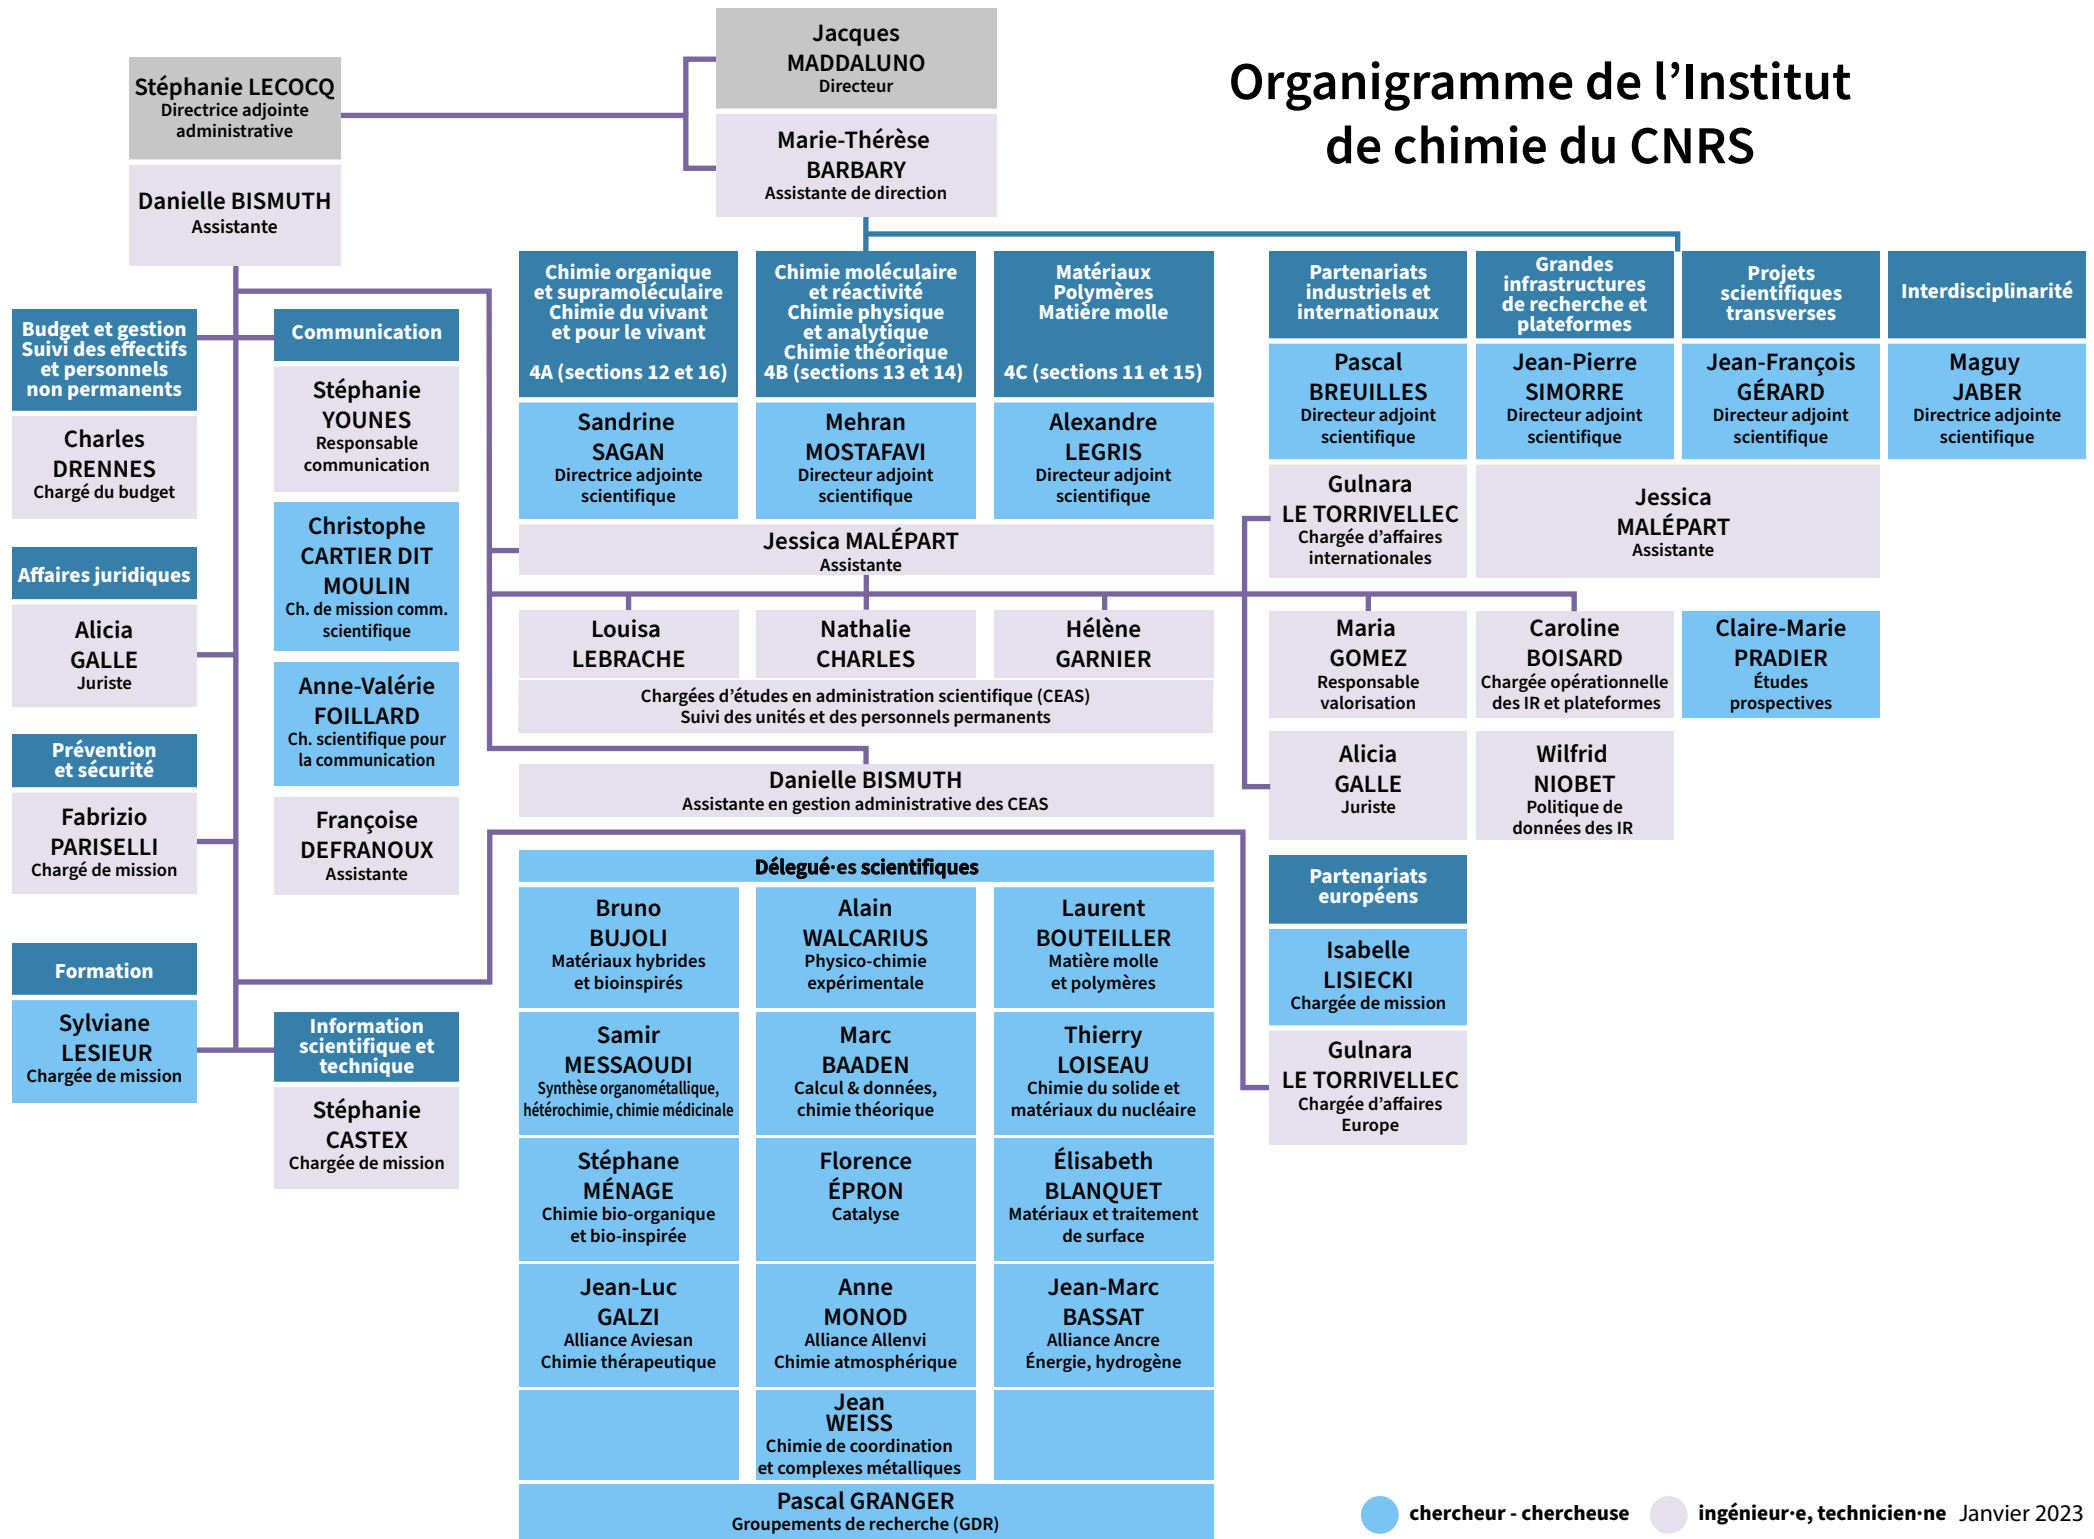 Organigramme de l’Institut
de chimie du CNRS
Jacques
MADDALUNO
Directeur
Marie-Thérèse
BARBARY
Assistante de direction
Stéphanie LECOCQ
Directrice adjointe
administrative
Danielle BISMUTH
Assistante
Budget et gestion
Suivi des effectifs
et personnels
non permanents
Charles
DRENNES
Chargé du budget
Affaires juridiques
Alicia
GALLE
Juriste
Prévention
et sécurité
Fabrizio
PARISELLI
Chargé de mission
Formation
Sylviane
LESIEUR
Chargée de mission
Communication
Stéphanie
YOUNES
Responsable
communication
Christophe
CARTIER DIT
MOULIN
Ch. de mission comm.
scientifique
Anne-Valérie
FOILLARD
Ch. scientifique pour
la communication
Françoise
DEFRANOUX
Assistante
Information
scientifique et
technique
Stéphanie
CASTEX
Chargée de mission
Chimie organique
et supramoléculaire
Chimie du vivant
et pour le vivant
4A (sections 12 et 16)
Sandrine
SAGAN
Directrice adjointe
scientifique
Chimie moléculaire
et réactivité
Chimie physique
et analytique
Chimie théorique
4B (sections 13 et 14)
Mehran
MOSTAFAVI
Directeur adjoint
scientifique
Matériaux
Polymères
Matière molle
4C (sections 11 et 15)
Alexandre
LEGRIS
Directeur adjoint
scientifique
Jessica MALÉPART
Assistante
Louisa
LEBRACHE
Nathalie
CHARLES
Hélène
GARNIER
Chargées d’études en administration scientifique (CEAS)
Suivi des unités et des personnels permanents
Danielle BISMUTH
Assistante en gestion administrative des CEAS
Délegué·es scientifiques
Bruno
BUJOLI
Matériaux hybrides
et bioinspirés
Alain
WALCARIUS
Physico-chimie
expérimentale
Laurent
BOUTEILLER
Matière molle
et polymères
Samir
MESSAOUDI
Synthèse organométallique,
hétérochimie, chimie médicinale
Marc
BAADEN
Calcul & données,
chimie théorique
Thierry
LOISEAU
Chimie du solide et
matériaux du nucléaire
Stéphane
MÉNAGE
Chimie bio-organique
et bio-inspirée
Florence
ÉPRON
Catalyse
Élisabeth
BLANQUET
Matériaux et traitement
de surface
Jean-Luc
GALZI
Alliance Aviesan
Chimie thérapeutique
Anne
MONOD
Alliance Allenvi
Chimie atmosphérique
Jean-Marc
BASSAT
Alliance Ancre
Énergie, hydrogène
Jean
WEISS
Chimie de coordination
et complexes métalliques
Pascal GRANGER
Groupements de recherche (GDR)
Partenariats
industriels et
internationaux
Pascal
BREUILLES
Directeur adjoint
scientifique
Gulnara
LE TORRIVELLEC
Chargée d’affaires
internationales
Grandes
infrastructures
de recherche et
plateformes
Jean-Pierre
SIMORRE
Directeur adjoint
scientifique
Projets
scientifiques
transverses
Jean-François
GÉRARD
Directeur adjoint
scientifique
Interdisciplinarité
Maguy
JABER
Directrice adjointe
scientifique
Jessica
MALÉPART
Assistante
Maria
GOMEZ
Responsable
valorisation
Caroline
BOISARD
Chargée opérationnelle
des IR et plateformes
Claire-Marie
PRADIER
Études
prospectives
Alicia
GALLE
Juriste
Wilfrid
NIOBET
Politique de
données des IR
Partenariats
européens
Isabelle
LISIECKI
Chargée de mission
Gulnara
LE TORRIVELLEC
Chargée d’affaires
Europe
chercheur - chercheuse
ingénieur·e, technicien·ne
Janvier 2023